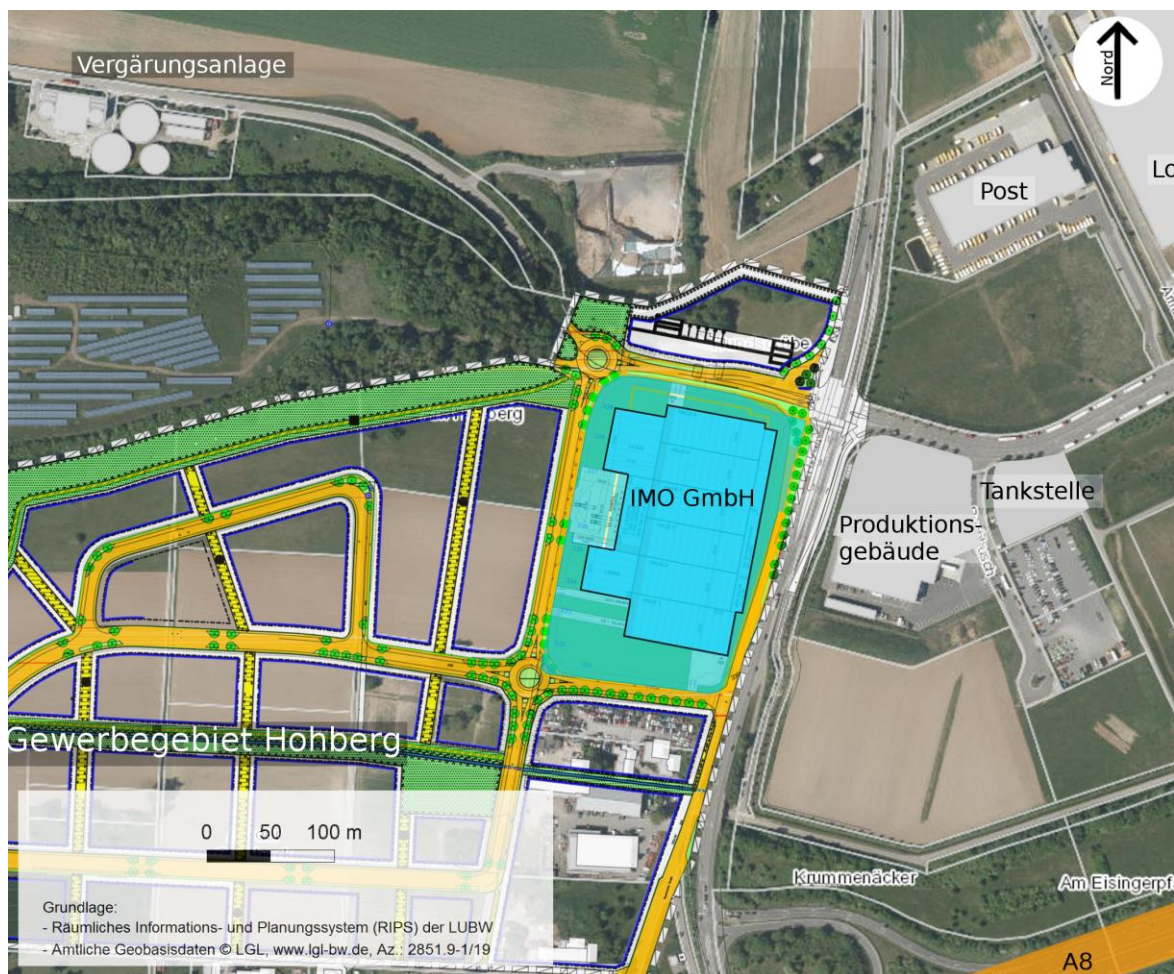 Vergärungsanlage
Nord
Post
Lo
IMO GmbH
Tankstelle
Produktions-
gebäude
Gewerbegebiet Hohberg
0 50 100 m
Krummenäcker
Am Eisingerpf
Grundlage:
- Räumliches Informations- und Planungssystem (RIPS) der LUBW
- Amtliche Geobasisdaten © LGL, www.lgl-bw.de, Az.: 2851.9-1/19
A8